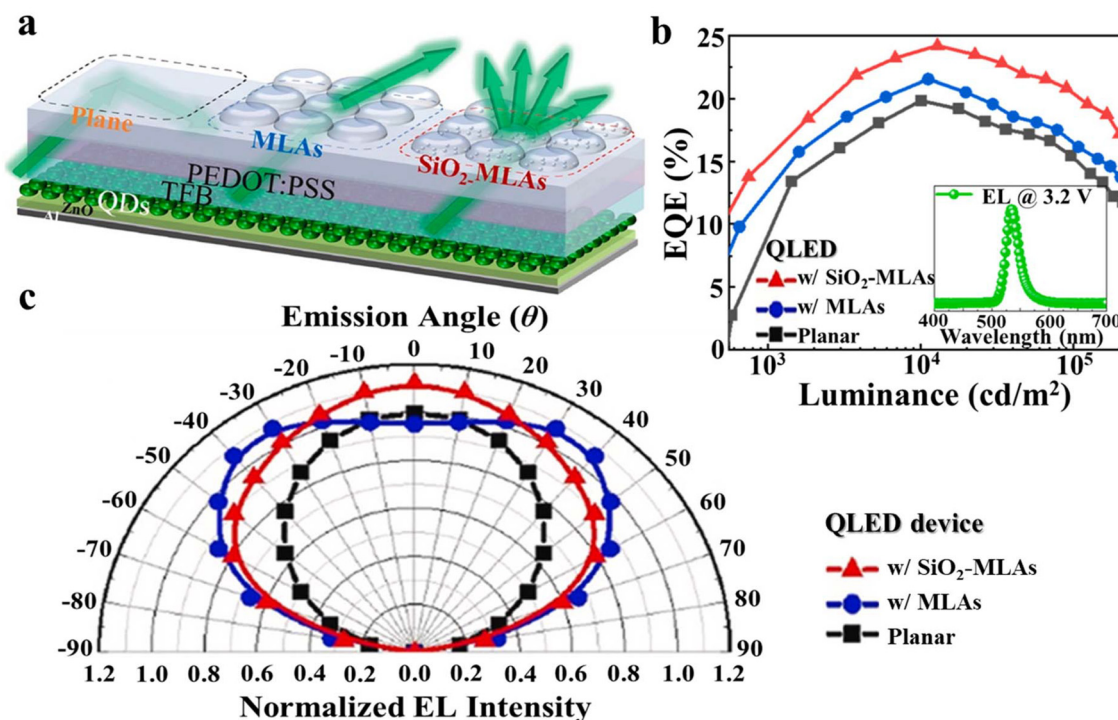 a
Plane
MLAs
SiO₂-MLAs
PEDOT:PSS
TFB
QDs
ZnO
Al
b
25
20
15
10
5
0
EQE (%)
QLED
w/ SiO₂-MLAs
w/ MLAs
Planar
EL @ 3.2 V
400 500 600 700
Wavelength (nm)
10³ 10⁴ 10⁵
Luminance (cd/m²)
c
Emission Angle (θ)
-90 -80 -70 -60 -50 -40 -30 -20 -10 0 10 20 30 40 50 60 70 80 90
1.2 1.0 0.8 0.6 0.4 0.2 0.0 0.2 0.4 0.6 0.8 1.0 1.2
Normalized EL Intensity
QLED device
w/ SiO₂-MLAs
w/ MLAs
Planar